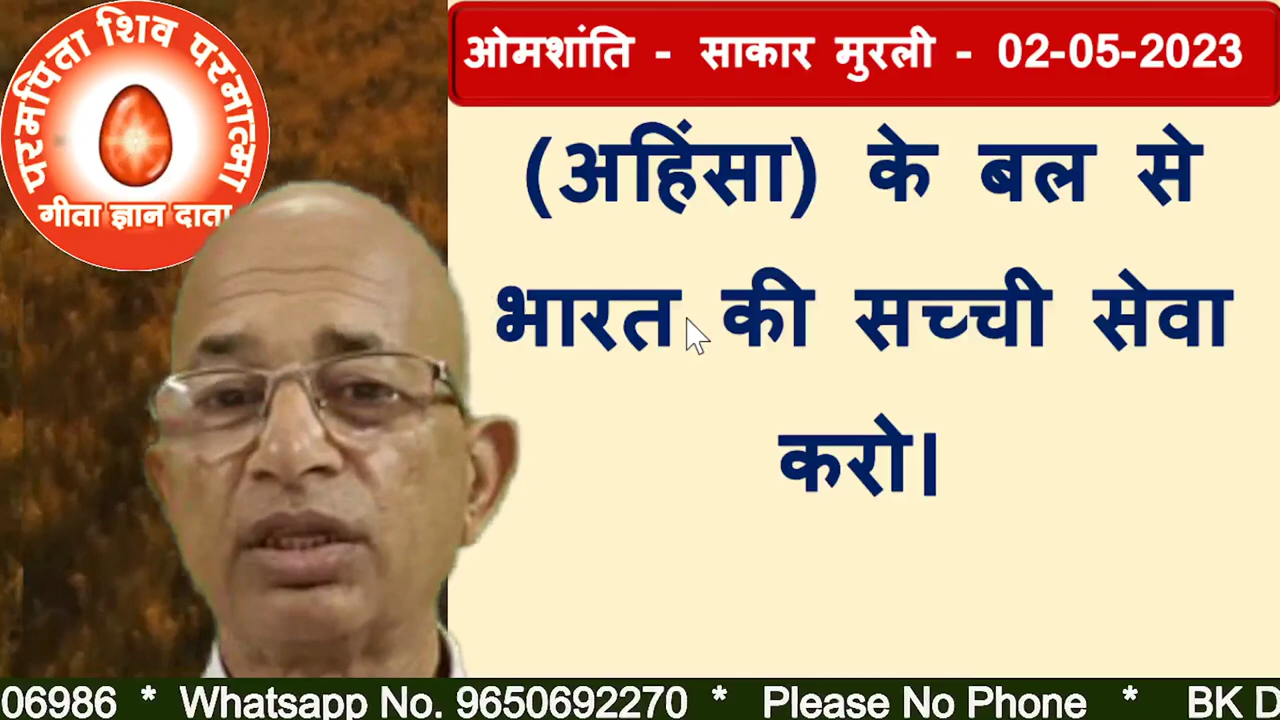 परमपिता शिव परमात्मा
गीता ज्ञान दाता
ओमशांति - साकार मुरली - 02-05-2023
(अहिंसा) के बल से
भारत की सच्ची सेवा
करो।
06986 * Whatsapp No. 9650692270 * Please No Phone * BK D